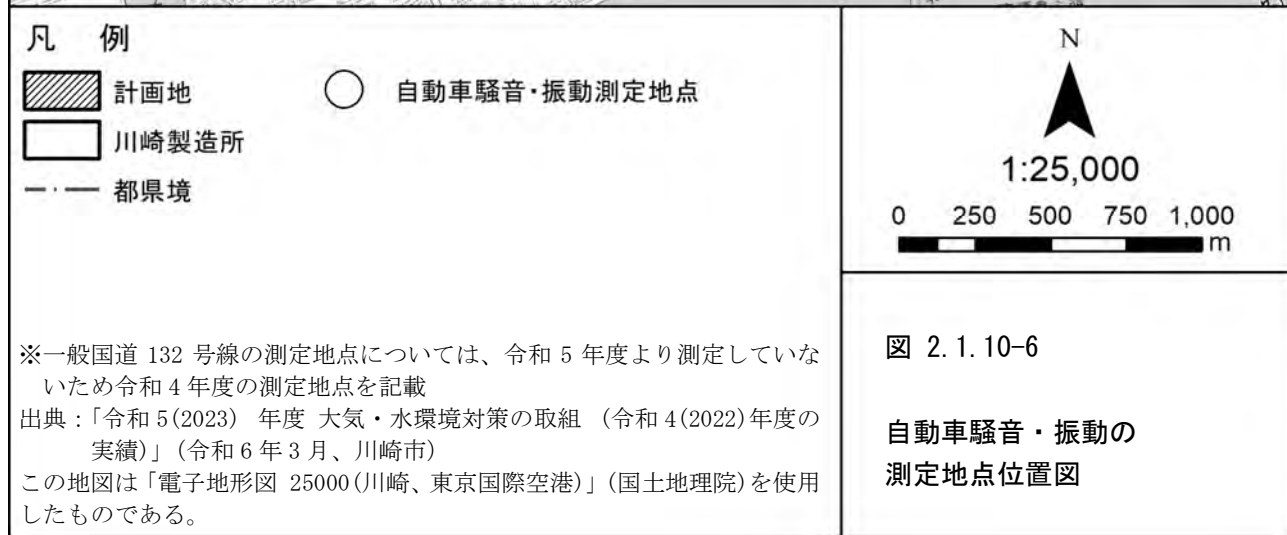 凡 例
計画地
自動車騒音・振動測定地点
川崎製造所
都県境
※一般国道 132 号線の測定地点については、令和 5 年度より測定していな
いため令和 4 年度の測定地点を記載
出典：「令和 5(2023) 年度 大気・水環境対策の取組 (令和 4(2022)年度の
実績)」（令和 6 年 3 月、川崎市）
この地図は「電子地形図 25000(川崎、東京国際空港)」（国土地理院）を使用
したものである。
N
1:25,000
0 250 500 750 1,000
m
図 2.1.10-6
自動車騒音・振動の
測定地点位置図